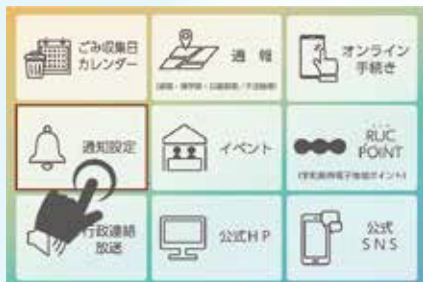 ごみ収集日
カレンダー
通報
オンライン
手続き
通知設定
イベント
RUC
POINT
行政連絡
放送
公式HP
公式
SNS